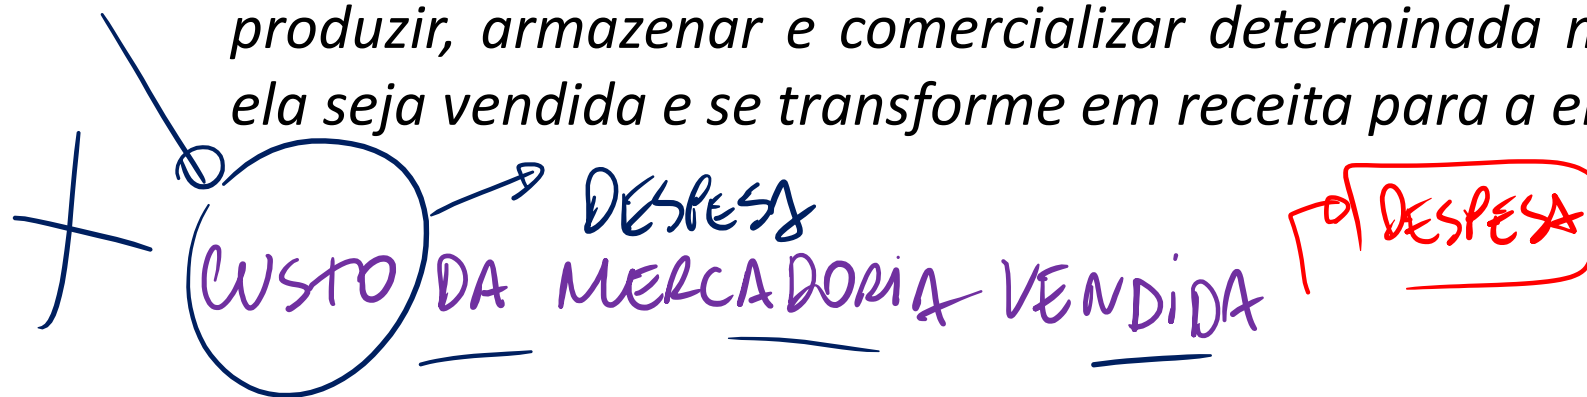 produzir, armazenar e comercializar determinada
ela seja vendida e se transforme em receita para a
DESPESA
DESPESA
CUSTO DA MERCADORIA VENDIDA